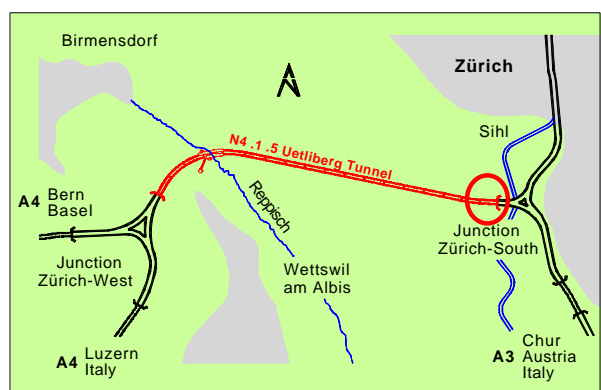 Birmensdorf
Zürich
Sihl
N4 .1 .5 Uetliberg Tunnel
A4 Bern
Basel
Reppisch
Junction
Zürich-South
Junction
Zürich-West
Wettswil
am Albis
A4 Luzern
Italy
A3 Chur
Austria
Italy